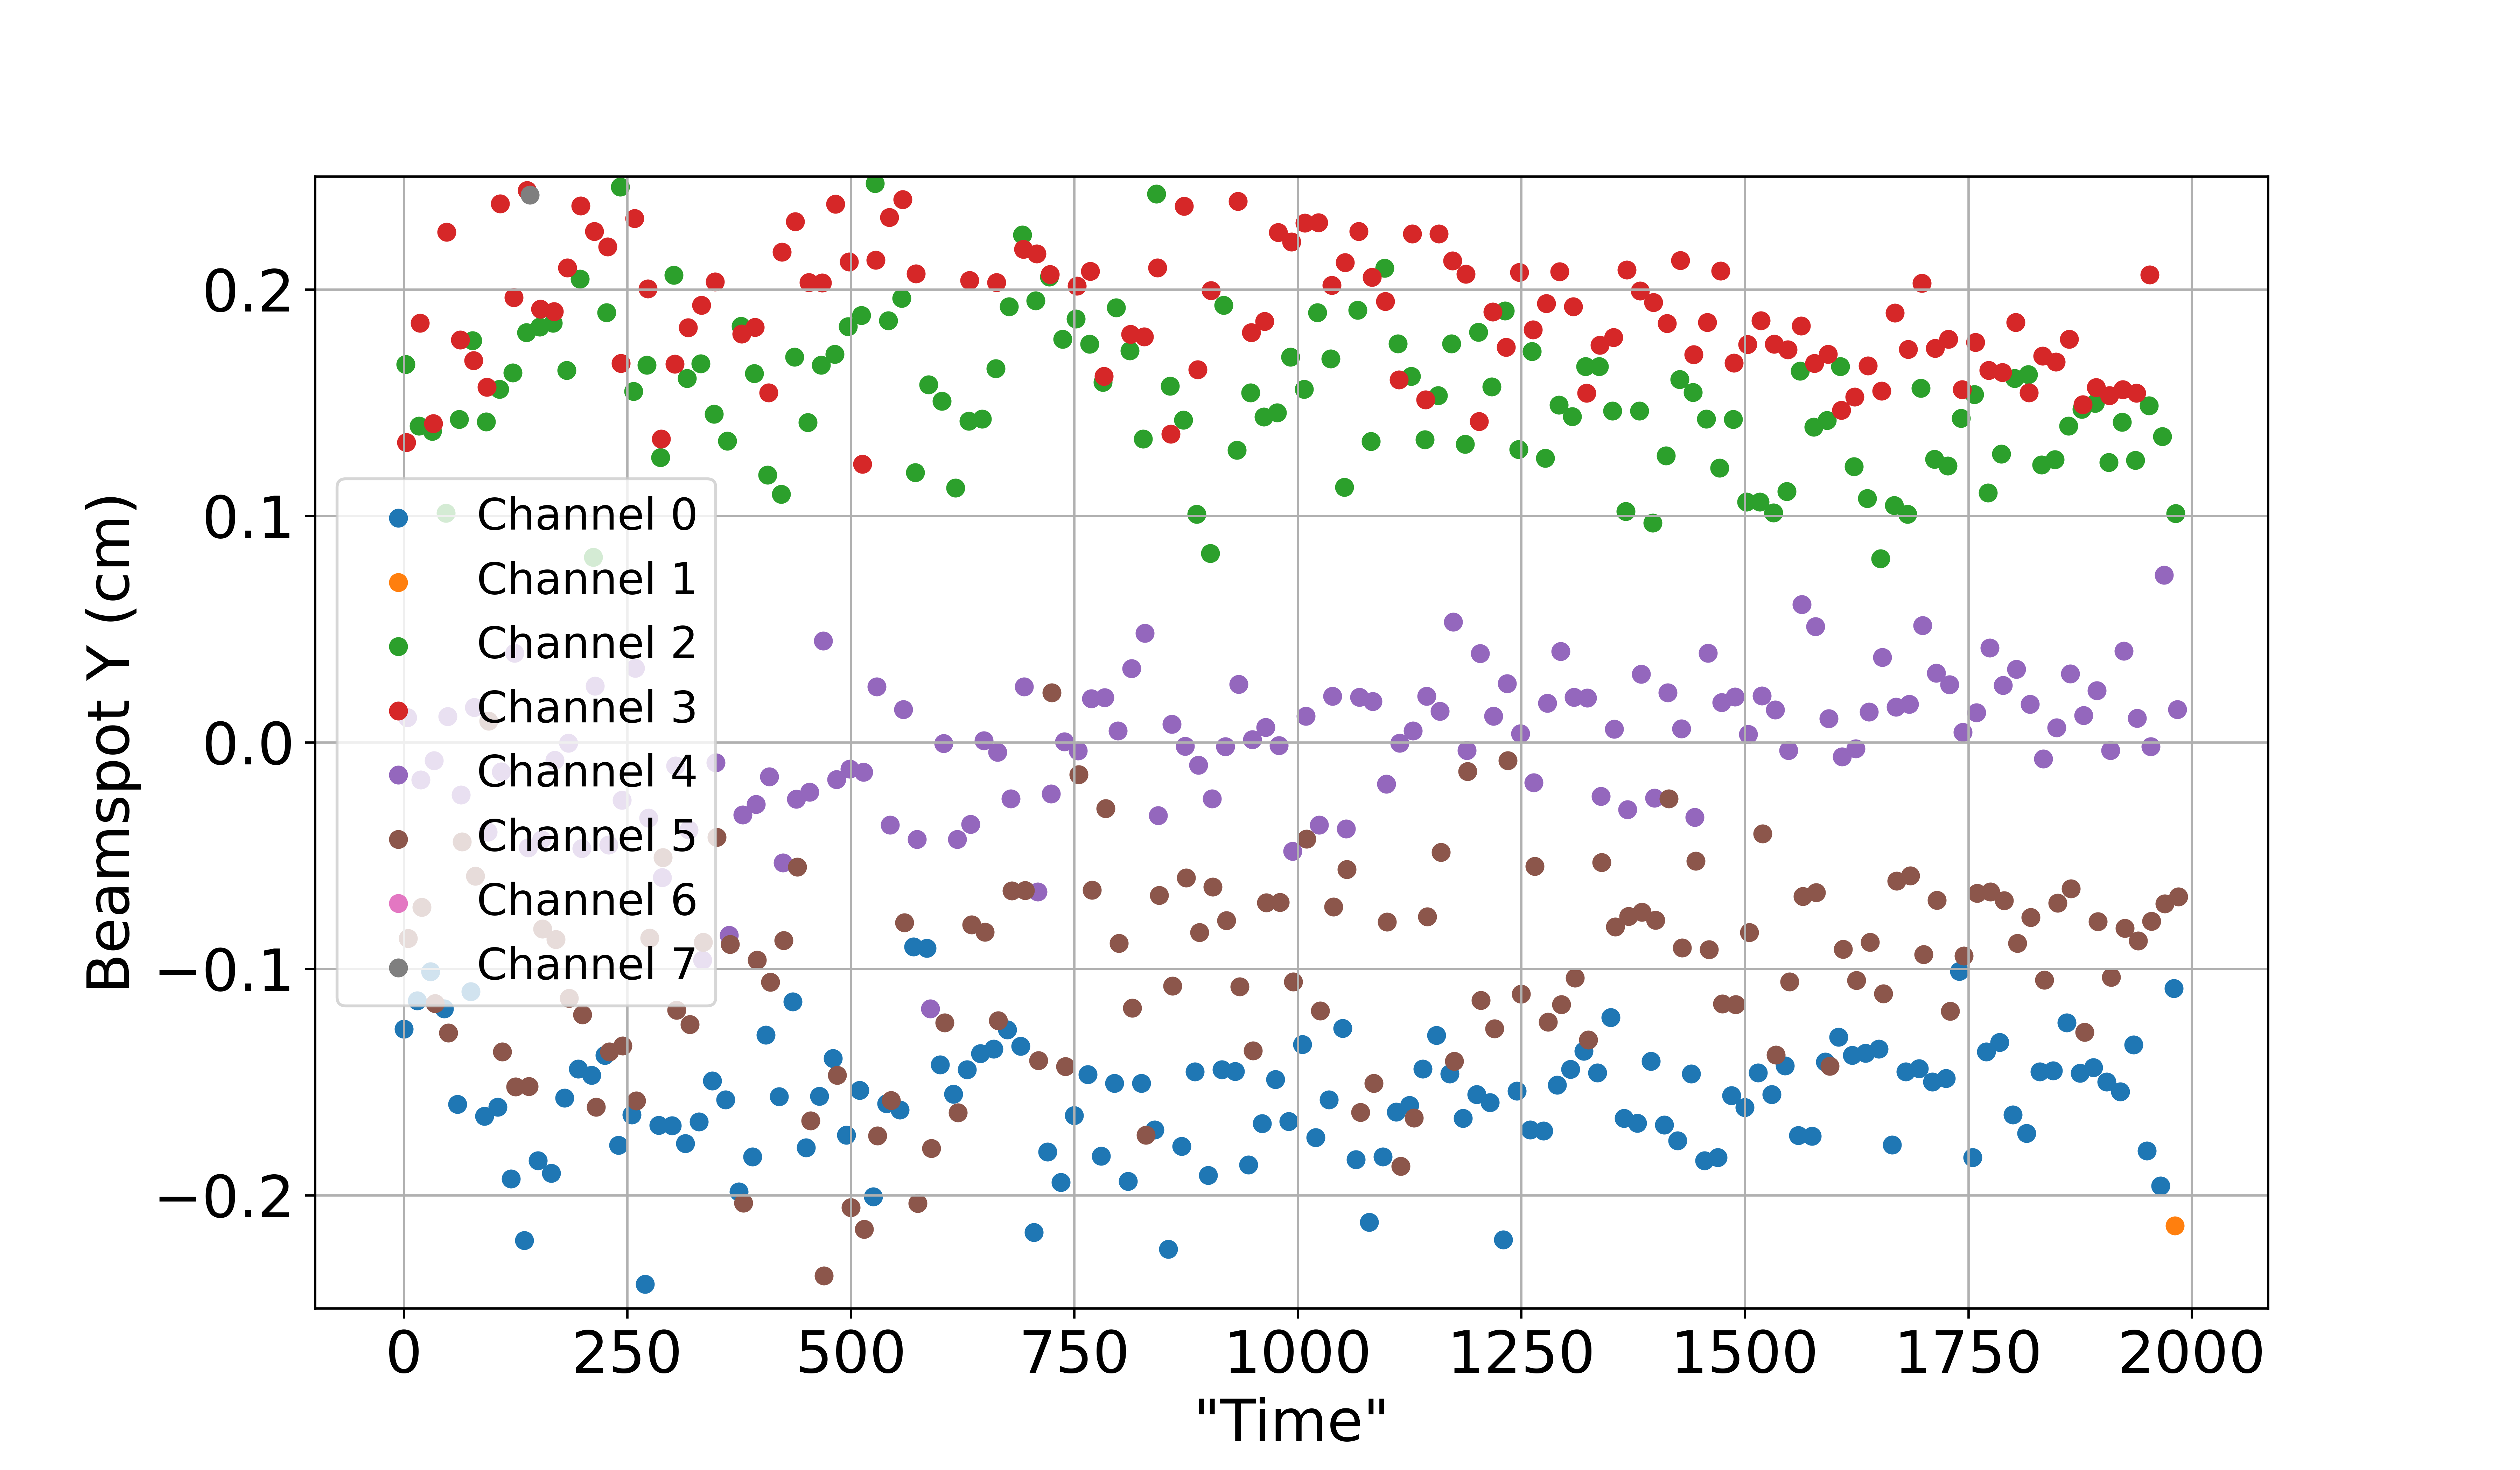 0.2
0.1
0.0
−0.1
−0.2
Beamspot Y (cm)
Channel 0
Channel 1
Channel 2
Channel 3
Channel 4
Channel 5
Channel 6
Channel 7
0 250 500 750 1000 1250 1500 1750 2000
"Time"